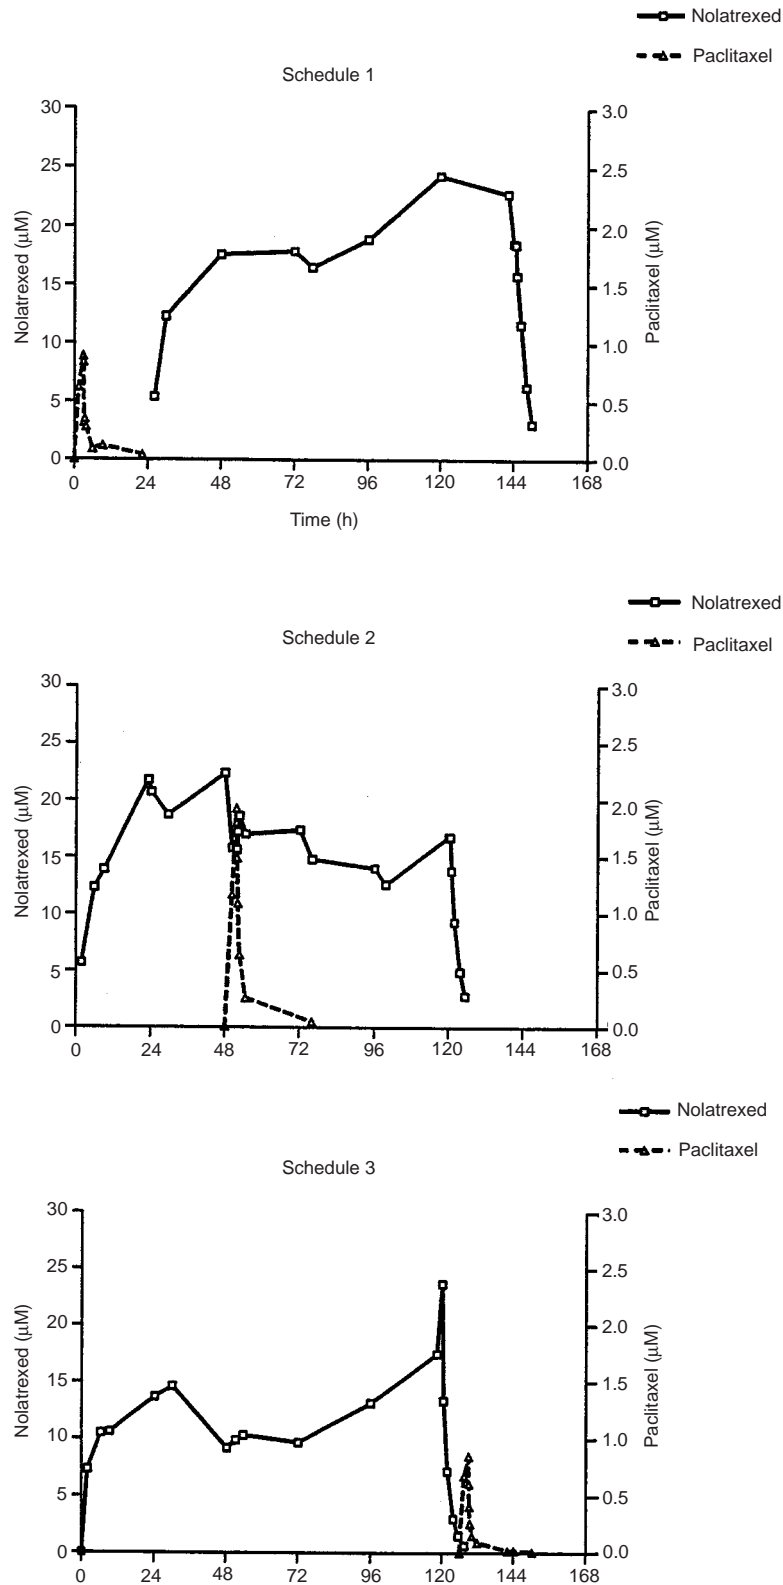 Nolatrexed
Paclitaxel
Schedule 1
30
25
20
15
10
5
0
Nolatrexed (μM)
3.0
2.5
2.0
1.5
1.0
0.5
0.0
Paclitaxel (μM)
0 24 48 72 96 120 144 168
Time (h)
Nolatrexed
Paclitaxel
Schedule 2
30
25
20
15
10
5
0
Nolatrexed (μM)
3.0
2.5
2.0
1.5
1.0
0.5
0.0
Paclitaxel (μM)
0 24 48 72 96 120 144 168
Nolatrexed
Paclitaxel
Schedule 3
30
25
20
15
10
5
0
Nolatrexed (μM)
3.0
2.5
2.0
1.5
1.0
0.5
0.0
Paclitaxel (μM)
0 24 48 72 96 120 144 168